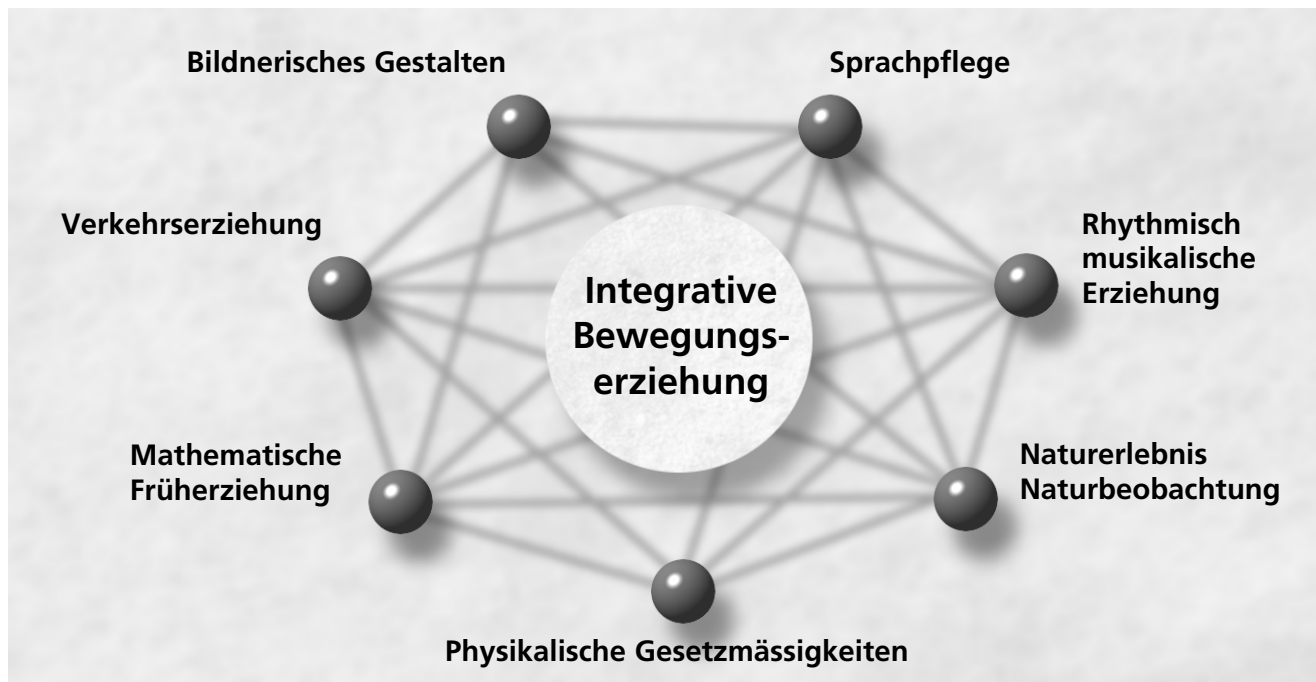 Bildnerisches Gestalten
Sprachpflege
Verkehrserziehung
Rhythmisch
musikalische
Erziehung
Integrative
Bewegungs-
erziehung
Mathematische
Früherziehung
Naturerlebnis
Naturbeobachtung
Physikalische Gesetzmässigkeiten